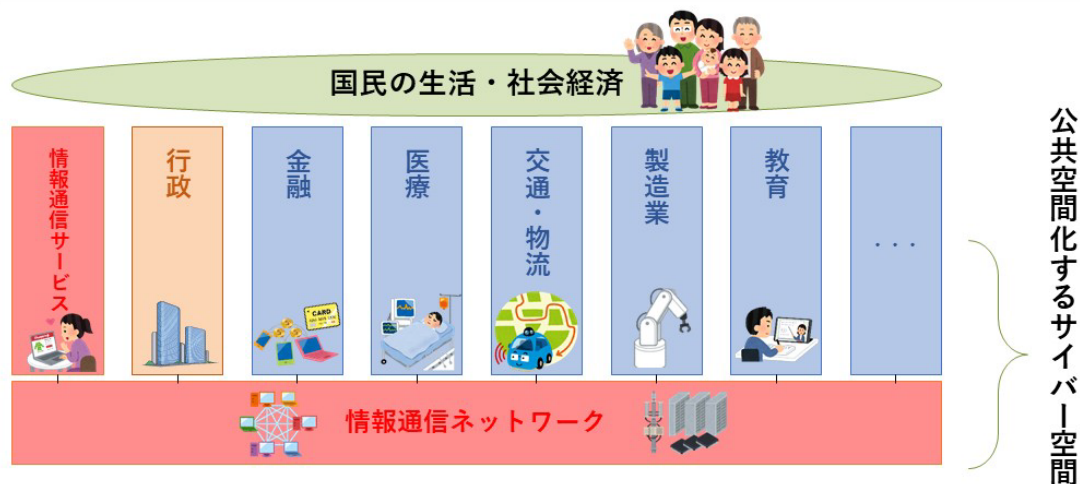 国民の生活・社会経済
情報通信サービス
行政
金融
医療
交通・物流
製造業
教育
・・・
CARD
情報通信ネットワーク
公共空間化するサイバー空間